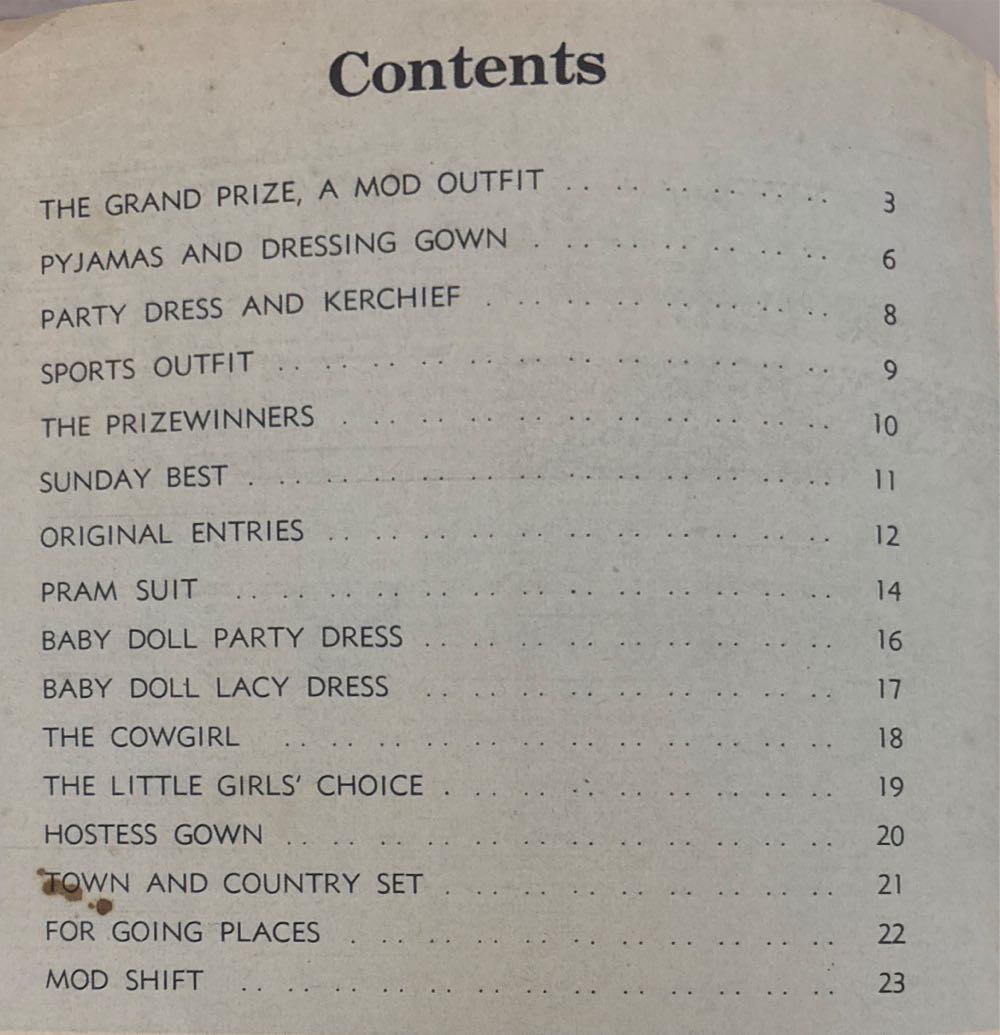 Contents
THE GRAND PRIZE, A MOD OUTFIT . . . . . . . . . . . 3
PYJAMAS AND DRESSING GOWN . . . . . . . . . . . 6
PARTY DRESS AND KERCHIEF . . . . . . . . . . . . . 8
SPORTS OUTFIT . . . . . . . . . . . . . . . . . . . . 9
THE PRIZEWINNERS . . . . . . . . . . . . . . . . . 10
SUNDAY BEST . . . . . . . . . . . . . . . . . . . . . 11
ORIGINAL ENTRIES . . . . . . . . . . . . . . . . . . 12
PRAM SUIT . . . . . . . . . . . . . . . . . . . . . . 14
BABY DOLL PARTY DRESS . . . . . . . . . . . . . . 16
BABY DOLL LACY DRESS . . . . . . . . . . . . . . . 17
THE COWGIRL . . . . . . . . . . . . . . . . . . . . 18
THE LITTLE GIRLS' CHOICE . . . . . . . . . . . . . 19
HOSTESS GOWN . . . . . . . . . . . . . . . . . . . . 20
TOWN AND COUNTRY SET . . . . . . . . . . . . . . 21
FOR GOING PLACES . . . . . . . . . . . . . . . . . 22
MOD SHIFT . . . . . . . . . . . . . . . . . . . . . . 23